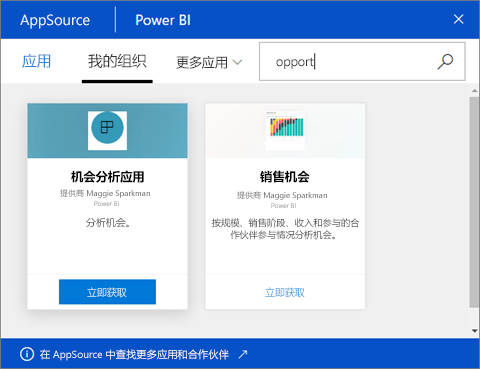 AppSource Power BI
应用 我的组织 更多应用 opport
机会分析应用
提供商 Maggie Sparkman
Power BI
分析机会。
立即获取
销售机会
提供商 Maggie Sparkman
Power BI
按规模、销售阶段、收入和参与的合
作伙伴参与情况分析机会。
立即获取
在 AppSource 中查找更多应用和合作伙伴